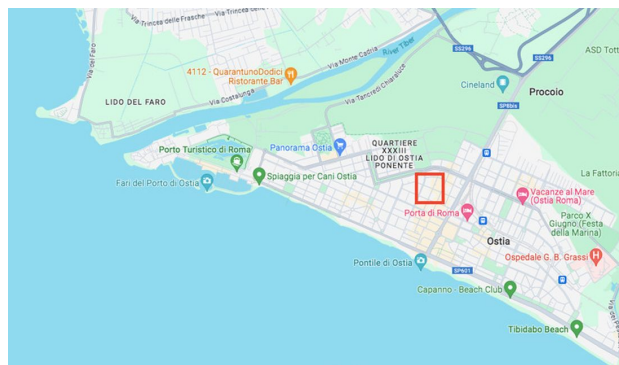 Via Trincea delle Frasche
Via Trincea
Via del Faro
4112 - QuarantunoDodici
Ristorante Bar
Via Monte Cadria
River Tiber
SS296
SS296
ASD Tott
LIDO DEL FARO
Via Costalunga
Via Tancredi Chiaraluce
Cineland
Procoio
SP8bis
Porto Turistico di Roma
Panorama Ostia
QUARTIERE
XXXIII
LIDO DI OSTIA
PONENTE
La Fattoria
Fari del Porto di Ostia
Spiaggia per Cani Ostia
Vacanze al Mare
(Ostia Roma)
Porta di Roma
Parco X
Giugno (Festa
della Marina)
Ostia
Ospedale G. B. Grassi
H
Pontile di Ostia
SP601
Capanno - Beach Club
Via dei
Tibidabo Beach